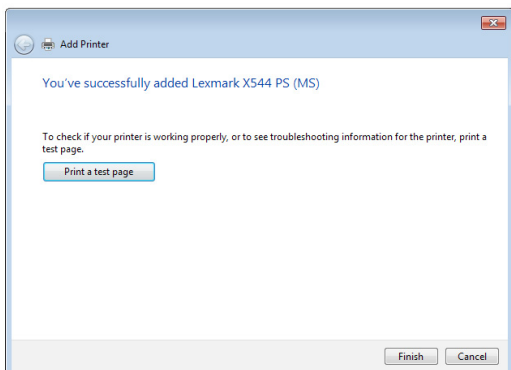 Add Printer
You've successfully added Lexmark X544 PS (MS)
To check if your printer is working properly, or to see troubleshooting information for the printer, print a
test page.
Print a test page
Finish
Cancel